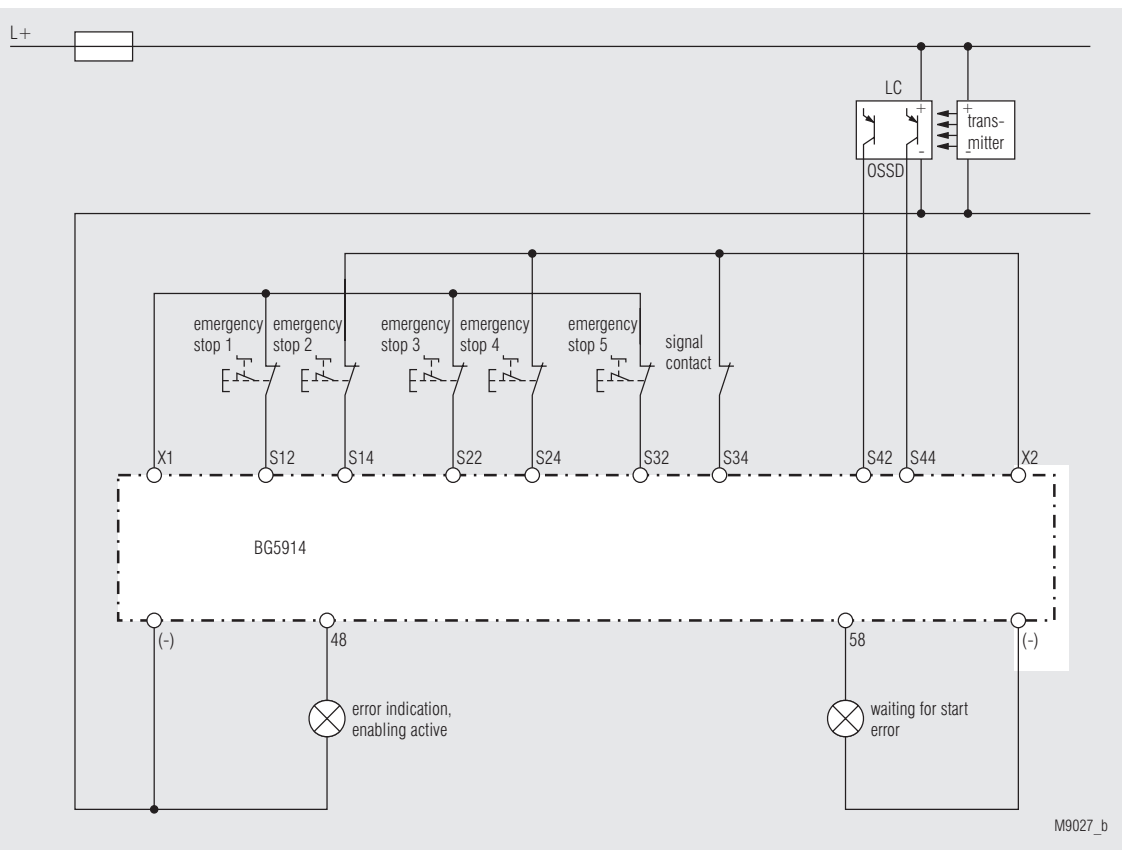 L+
LC
+
+
trans-
mitter
-
-
OSSD
emergency
stop 1
emergency
stop 2
emergency
stop 3
emergency
stop 4
emergency
stop 5
signal
contact
X1
S12
S14
S22
S24
S32
S34
S42
S44
X2
BG5914
(-)
48
58
(-)
error indication,
enabling active
waiting for start
error
M9027_b